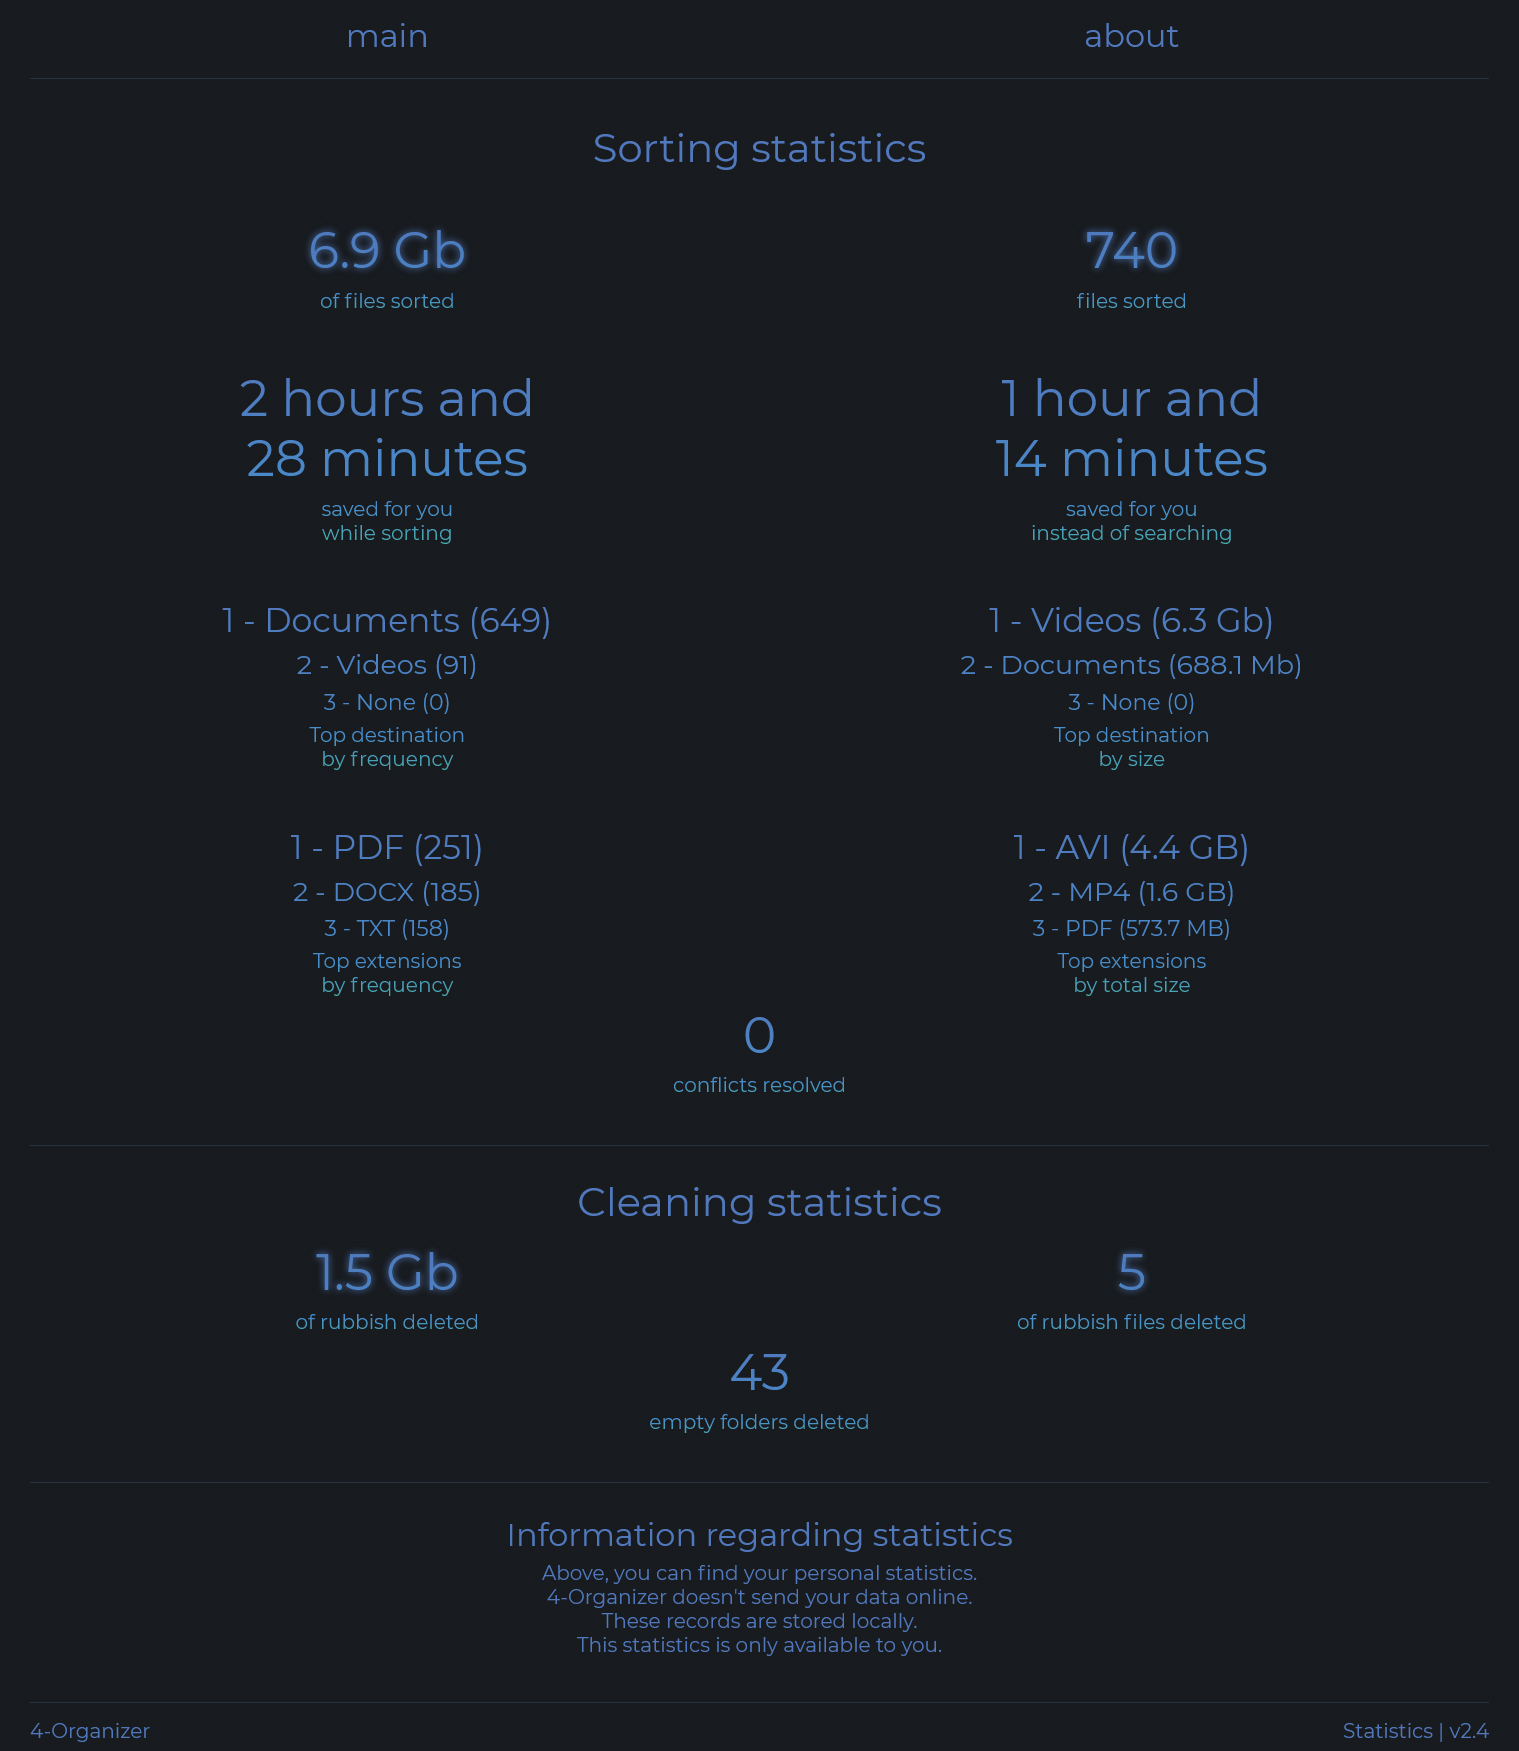 main
about
Sorting statistics
6.9 Gb
of files sorted
740
files sorted
2 hours and
28 minutes
saved for you
while sorting
1 hour and
14 minutes
saved for you
instead of searching
1 - Documents (649)
2 - Videos (91)
3 - None (0)
Top destination
by frequency
1 - Videos (6.3 Gb)
2 - Documents (688.1 Mb)
3 - None (0)
Top destination
by size
1 - PDF (251)
2 - DOCX (185)
3 - TXT (158)
Top extensions
by frequency
1 - AVI (4.4 GB)
2 - MP4 (1.6 GB)
3 - PDF (573.7 MB)
Top extensions
by total size
0
conflicts resolved
Cleaning statistics
1.5 Gb
of rubbish deleted
5
of rubbish files deleted
43
empty folders deleted
Information regarding statistics
Above, you can find your personal statistics.
4-Organizer doesn't send your data online.
These records are stored locally.
This statistics is only available to you.
4-Organizer
Statistics | v2.4